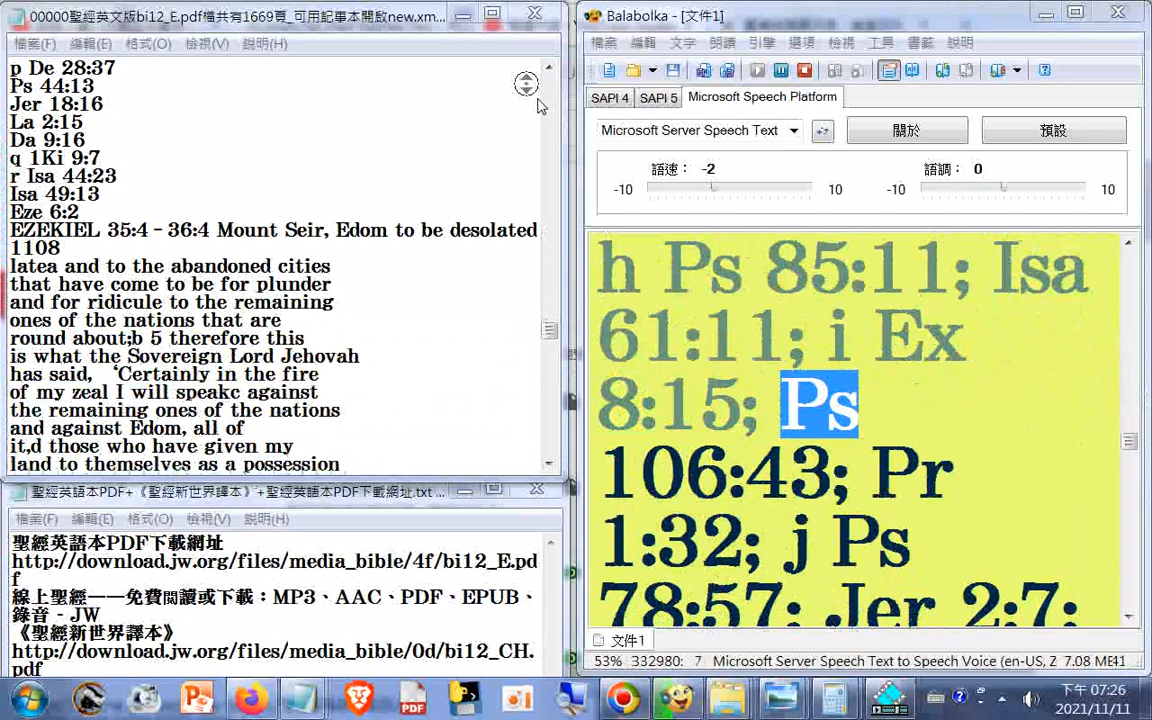 00000聖經英文版bi12_E.pdf檔共有1669頁_可用記事本開啟new.xm...
檔案(F) 編輯(E) 格式(O) 檢視(V) 說明(H)
p De 28:37
Ps 44:13
Jer 18:16
La 2:15
Da 9:16
q 1Ki 9:7
r Isa 44:23
Isa 49:13
Eze 6:2
EZEKIEL 35:4–36:4 Mount Seir, Edom to be desolated
1108
latea and to the abandoned cities
that have come to be for plunder
and for ridicule to the remaining
ones of the nations that are
round about;b 5 therefore this
is what the Sovereign Lord Jehovah
has said, ‘Certainly in the fire
of my zeal I will speakc against
the remaining ones of the nations
and against Edom, all of
it,d those who have given my
land to themselves as a possession
聖經英語本PDF+《聖經新世界譯本》+聖經英語本PDF下載網址.txt ...
檔案(F) 編輯(E) 格式(O) 檢視(V) 說明(H)
聖經英語本PDF下載網址
http://download.jw.org/files/media_bible/4f/bi12_E.pd
f
線上聖經——免費閱讀或下載：MP3、AAC、PDF、EPUB、
錄音 - JW
《聖經新世界譯本》
http://download.jw.org/files/media_bible/0d/bi12_CH.
pdf
Balabolka - [文件1]
檔案 編輯 文字 朗讀 引擎 選項 檢視 工具 書籤 說明
SAPI 4 SAPI 5 Microsoft Speech Platform
Microsoft Server Speech Text 關於 預設
語速： -2 語調： 0
-10 10 -10 10
h Ps 85:11; Isa
61:11; i Ex
8:15; Ps
106:43; Pr
1:32; j Ps
78:57; Jer 2:7;
文件1
53% 332980: 7 Microsoft Server Speech Text to Speech Voice (en-US, Z 7.08 ME41
下午 07:26
2021/11/11